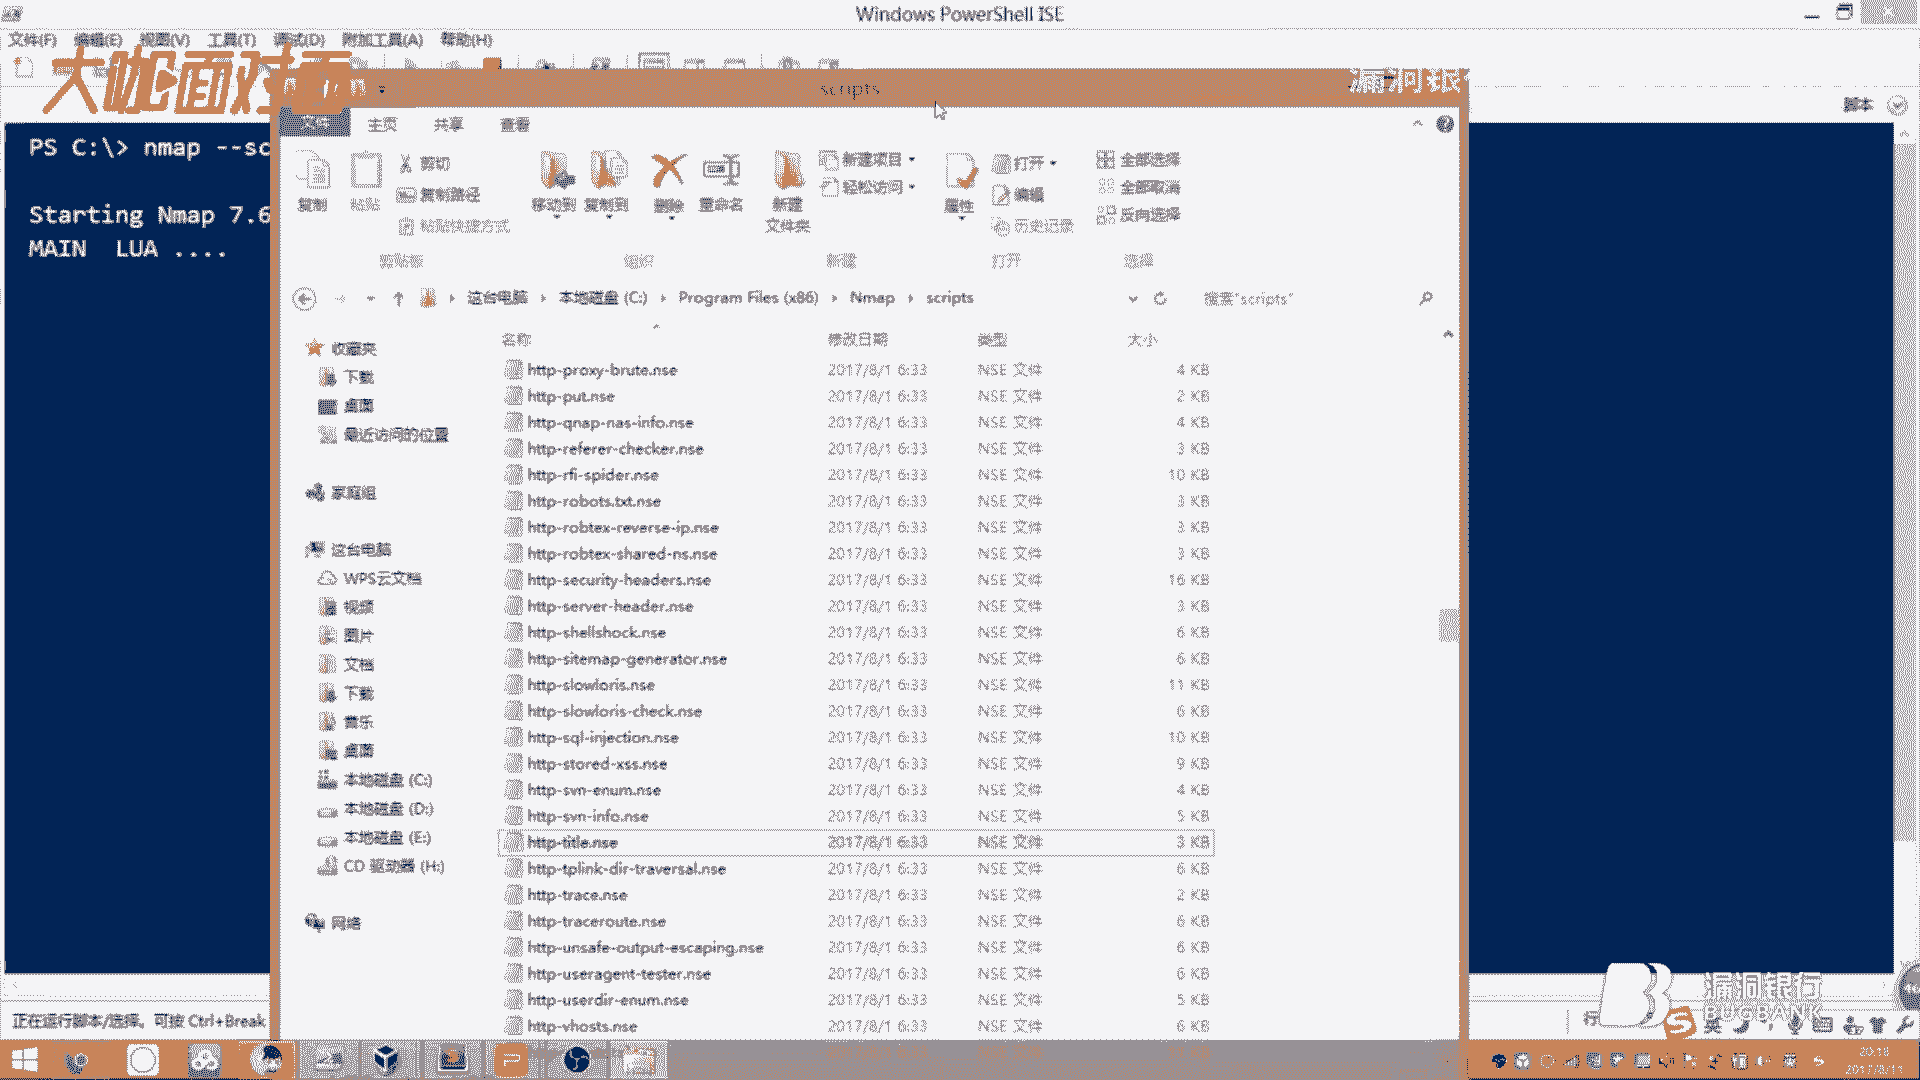 Windows PowerShell ISE
文件(F) 编辑(E) 视图(V) 工具(T) 调试(D) 附加工具(A) 帮助(H)
大咖面对面
scripts
漏洞银
脚本
PS C:\> nmap --sc
Starting Nmap 7.6
MAIN  LUA ....
文件 主页 共享 查看
复制 粘贴 剪切
复制路径
粘贴快捷方式
移动到 复制到 删除 重命名
新建
文件夹
新建项目
轻松访问
属性
打开
编辑
历史记录
全部选择
全部取消
反向选择
剪贴板 组织 新建 打开 选择
这台电脑 本地磁盘 (C:) Program Files (x86) Nmap scripts
搜索"scripts"
名称 修改日期 类型 大小
收藏夹
下载
桌面
最近访问的位置
家庭组
这台电脑
WPS云文档
视频
图片
文档
下载
音乐
桌面
本地磁盘 (C:)
本地磁盘 (D:)
本地磁盘 (E:)
CD 驱动器 (H:)
网络
http-proxy-brute.nse 2017/8/1 6:33 NSE 文件 4 KB
http-put.nse 2017/8/1 6:33 NSE 文件 2 KB
http-qnap-nas-info.nse 2017/8/1 6:33 NSE 文件 4 KB
http-referer-checker.nse 2017/8/1 6:33 NSE 文件 3 KB
http-rfi-spider.nse 2017/8/1 6:33 NSE 文件 10 KB
http-robots.txt.nse 2017/8/1 6:33 NSE 文件 3 KB
http-robtex-reverse-ip.nse 2017/8/1 6:33 NSE 文件 3 KB
http-robtex-shared-ns.nse 2017/8/1 6:33 NSE 文件 3 KB
http-security-headers.nse 2017/8/1 6:33 NSE 文件 16 KB
http-server-header.nse 2017/8/1 6:33 NSE 文件 3 KB
http-shellshock.nse 2017/8/1 6:33 NSE 文件 6 KB
http-sitemap-generator.nse 2017/8/1 6:33 NSE 文件 6 KB
http-slowloris.nse 2017/8/1 6:33 NSE 文件 11 KB
http-slowloris-check.nse 2017/8/1 6:33 NSE 文件 6 KB
http-sql-injection.nse 2017/8/1 6:33 NSE 文件 10 KB
http-stored-xss.nse 2017/8/1 6:33 NSE 文件 9 KB
http-svn-enum.nse 2017/8/1 6:33 NSE 文件 4 KB
http-svn-info.nse 2017/8/1 6:33 NSE 文件 5 KB
http-title.nse 2017/8/1 6:33 NSE 文件 3 KB
http-tplink-dir-traversal.nse 2017/8/1 6:33 NSE 文件 6 KB
http-trace.nse 2017/8/1 6:33 NSE 文件 2 KB
http-traceroute.nse 2017/8/1 6:33 NSE 文件 6 KB
http-unsafe-output-escaping.nse 2017/8/1 6:33 NSE 文件 6 KB
http-useragent-tester.nse 2017/8/1 6:33 NSE 文件 6 KB
http-userdir-enum.nse 2017/8/1 6:33 NSE 文件 5 KB
http-vhosts.nse 2017/8/1 6:33 NSE 文件 6 KB
正在运行脚本/选择。可按 Ctrl+Break
行
漏洞银行
BUGBANK
英
20:18
2017/8/11